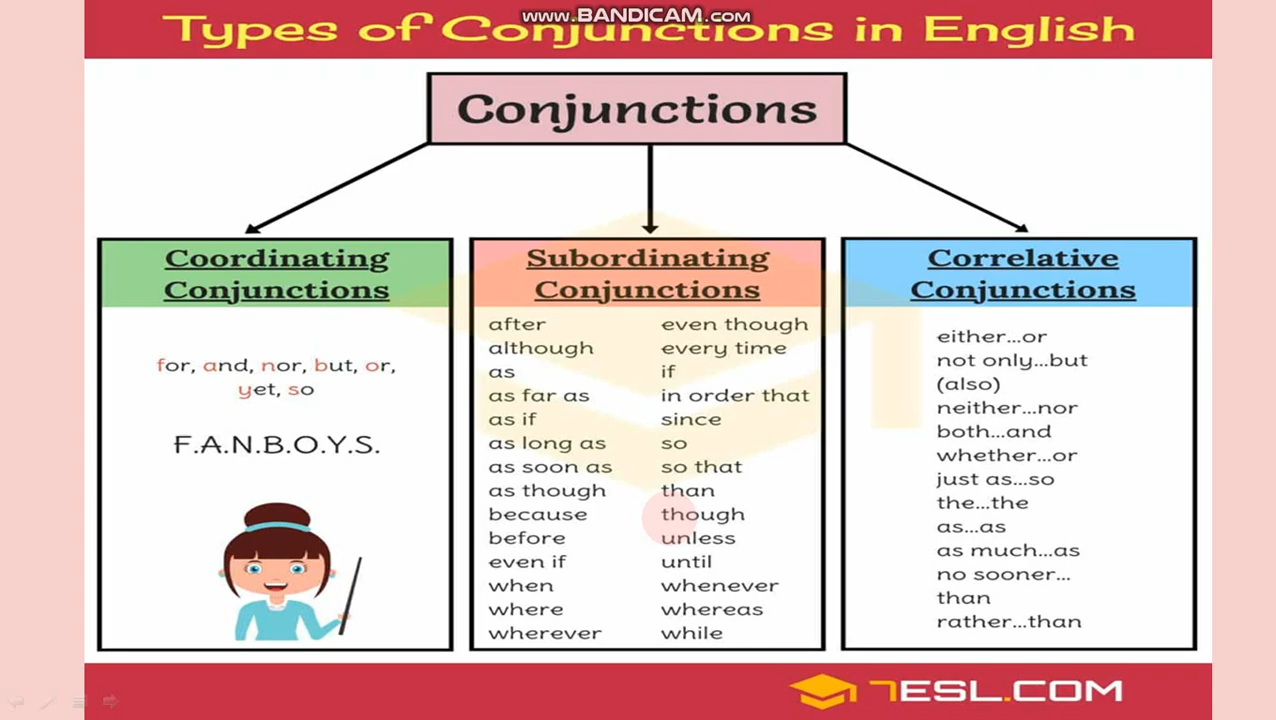 www.BANDICAM.com
Types of Conjunctions in English
Conjunctions
Coordinating
Conjunctions
for, and, nor, but, or,
yet, so
F.A.N.B.O.Y.S.
Subordinating
Conjunctions
after
although
as
as far as
as if
as long as
as soon as
as though
because
before
even if
when
where
wherever
even though
every time
if
in order that
since
so
so that
than
though
unless
until
whenever
whereas
while
Correlative
Conjunctions
either...or
not only...but
(also)
neither...nor
both...and
whether...or
just as...so
the...the
as...as
as much...as
no sooner...
than
rather...than
7ESL.COM